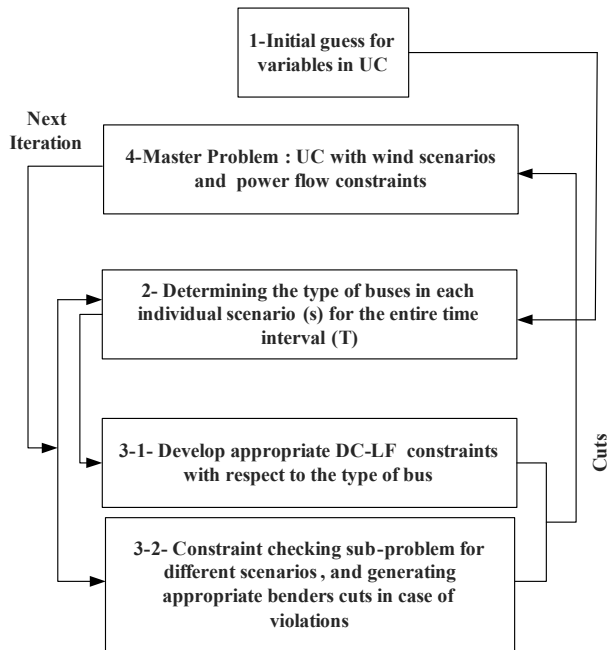 1-Initial guess for
variables in UC
Next
Iteration
4-Master Problem : UC with wind scenarios
and power flow constraints
2- Determining the type of buses in each
individual scenario (s) for the entire time
interval (T)
3-1- Develop appropriate DC-LF constraints
with respect to the type of bus
Cuts
3-2- Constraint checking sub-problem for
different scenarios , and generating
appropriate benders cuts in case of
violations